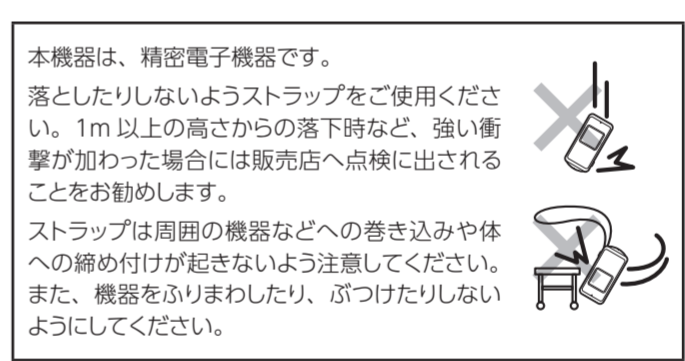 本機器は、精密電子機器です。
落としたりしないようストラップをご使用くださ
い。1m 以上の高さからの落下時など、強い衝
撃が加わった場合には販売店へ点検に出される
ことをお勧めします。
ストラップは周囲の機器などへの巻き込みや体
への締め付けが起きないよう注意してください。
また、機器をふりまわしたり、ぶつけたりしない
ようにしてください。